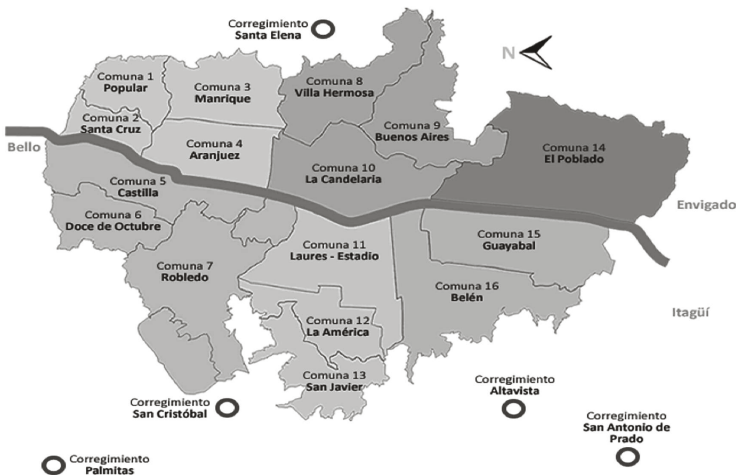 Corregimiento
Santa Elena
N
Comuna 1
Popular
Comuna 3
Manrique
Comuna 8
Villa Hermosa
Comuna 2
Santa Cruz
Comuna 9
Buenos Aires
Bello
Comuna 4
Aranjuez
Comuna 14
El Poblado
Comuna 10
La Candelaria
Comuna 5
Castilla
Envigado
Comuna 6
Doce de Octubre
Comuna 15
Guayabal
Comuna 11
Laures - Estadio
Comuna 7
Robledo
Comuna 16
Belén
Itagüí
Comuna 12
La América
Comuna 13
San Javier
Corregimiento
Altavista
Corregimiento
San Cristóbal
Corregimiento
San Antonio de
Prado
Corregimiento
Palmitas